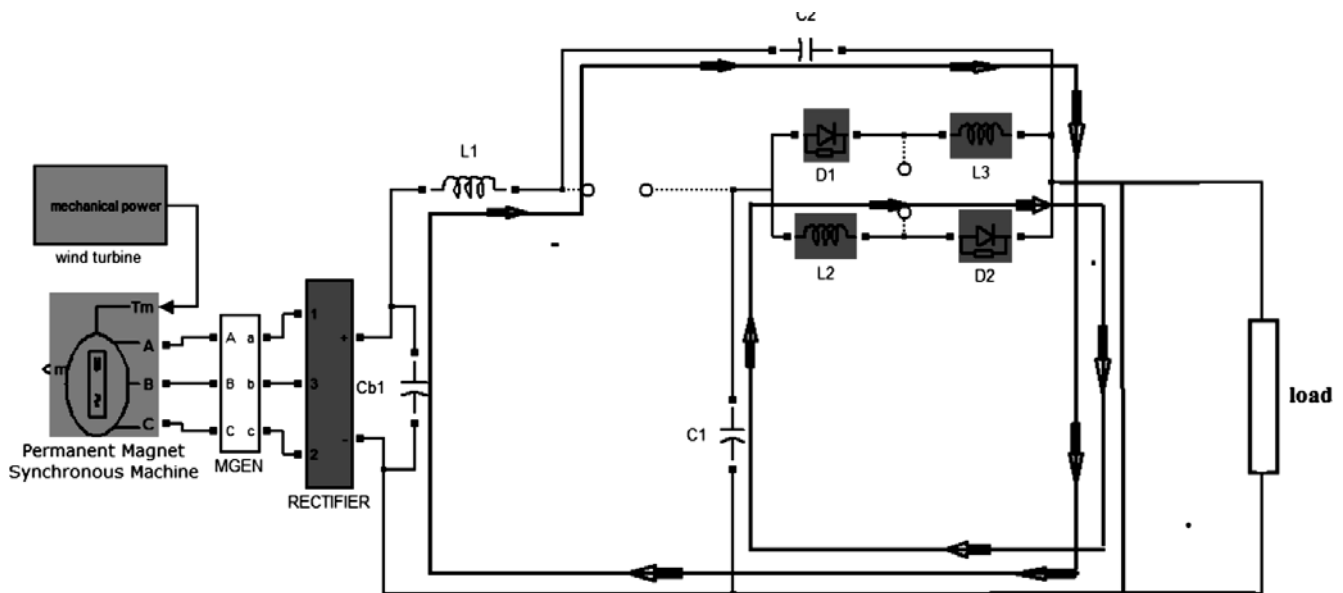 C2
D1
L3
L1
mechanical power
wind turbine
L2
D2
Tm
A
B
C
m
A a
B b
C c
1
3
2
+
-
Cb1
C1
load
Permanent Magnet
Synchronous Machine
MGEN
RECTIFIER